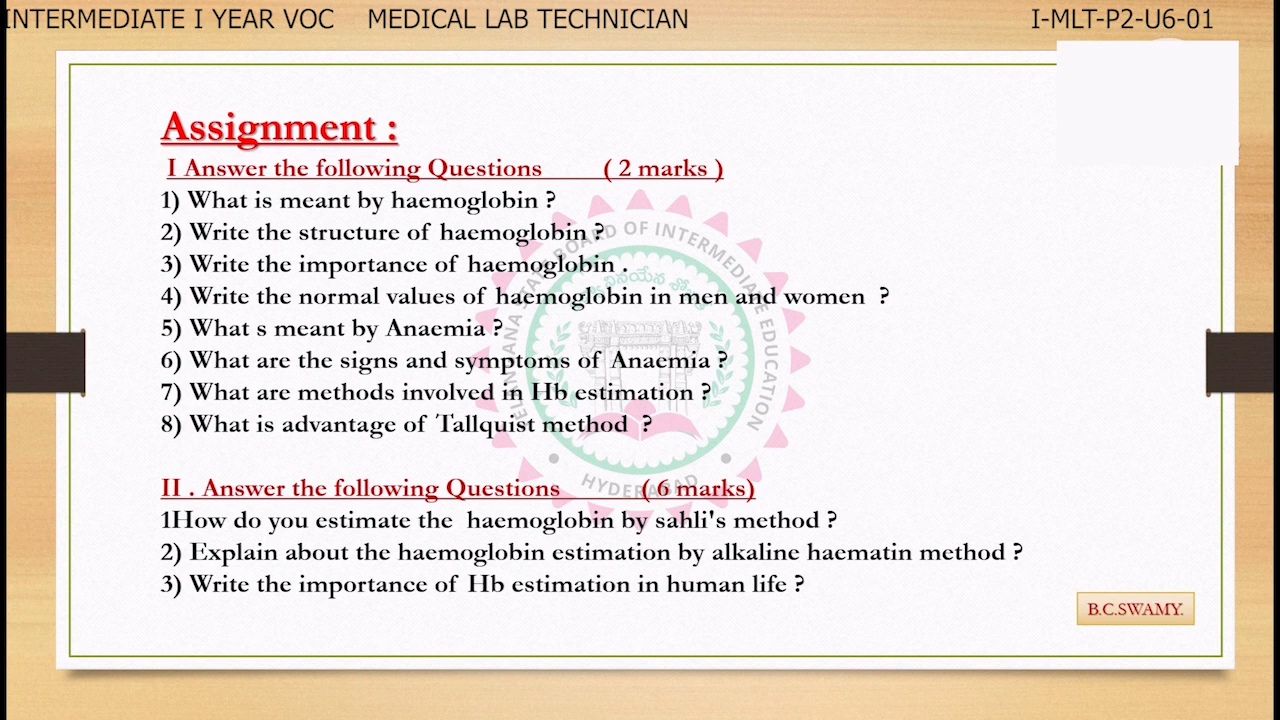 INTERMEDIATE I YEAR VOC MEDICAL LAB TECHNICIAN I-MLT-P2-U6-01
Assignment :
I Answer the following Questions ( 2 marks )
1) What is meant by haemoglobin ?
2) Write the structure of haemoglobin ?
3) Write the importance of haemoglobin .
4) Write the normal values of haemoglobin in men and women ?
5) What s meant by Anaemia ?
6) What are the signs and symptoms of Anaemia ?
7) What are methods involved in Hb estimation ?
8) What is advantage of Tallquist method ?
II . Answer the following Questions ( 6 marks)
1How do you estimate the haemoglobin by sahli's method ?
2) Explain about the haemoglobin estimation by alkaline haematin method ?
3) Write the importance of Hb estimation in human life ?
B.C.SWAMY.
BOARD OF INTERMEDIATE EDUCATION
HYDERABAD